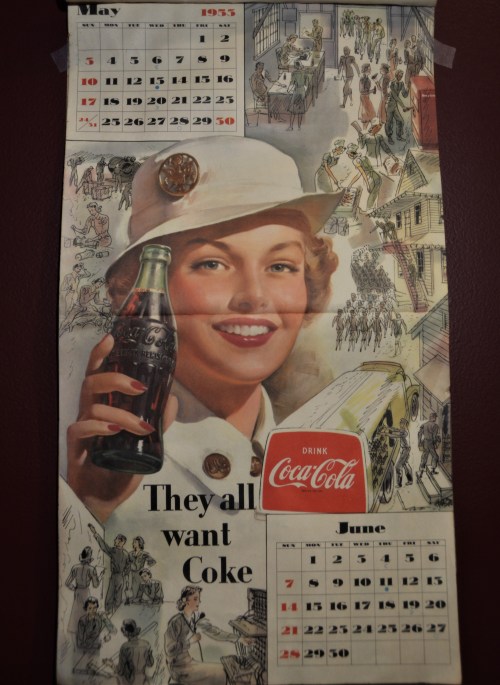 May 1953
SUN MON TUE WED THU FRI SAT
1 2
3 4 5 6 7 8 9
10 11 12 13 14 15 16
17 18 19 20 21 22 23
24/31 25 26 27 28 29 30
DRINK
Coca-Cola
They all
want
Coke
June
SUN MON TUE WED THU FRI SAT
1 2 3 4 5 6
7 8 9 10 11 12 13
14 15 16 17 18 19 20
21 22 23 24 25 26 27
28 29 30